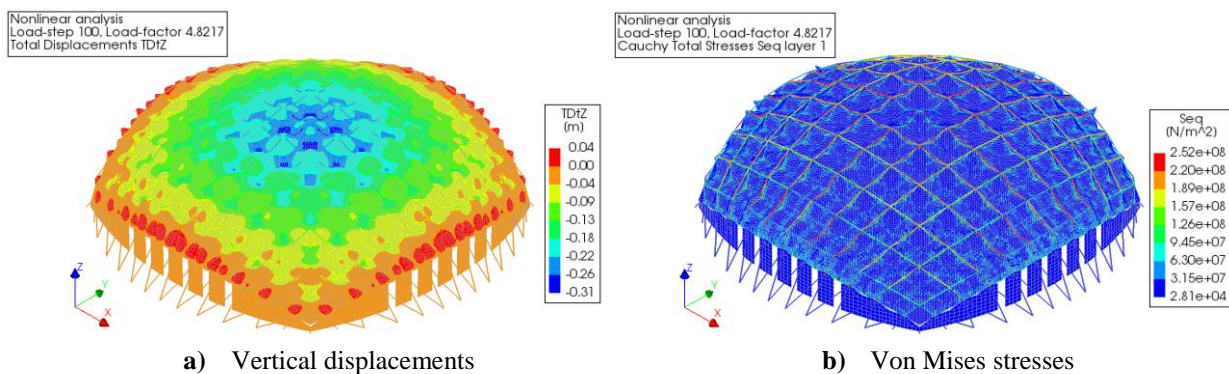 Nonlinear analysis
Load-step 100, Load-factor 4.8217
Total Displacements TDtZ
TDtZ
(m)
0.04
0.00
-0.04
-0.09
-0.13
-0.18
-0.22
-0.26
-0.31
Z
Y
X
a) Vertical displacements
Nonlinear analysis
Load-step 100, Load-factor 4.8217
Cauchy Total Stresses Seq layer 1
Seq
(N/m^2)
2.52e+08
2.20e+08
1.89e+08
1.57e+08
1.26e+08
9.45e+07
6.30e+07
3.15e+07
2.81e+04
Z
Y
X
b) Von Mises stresses